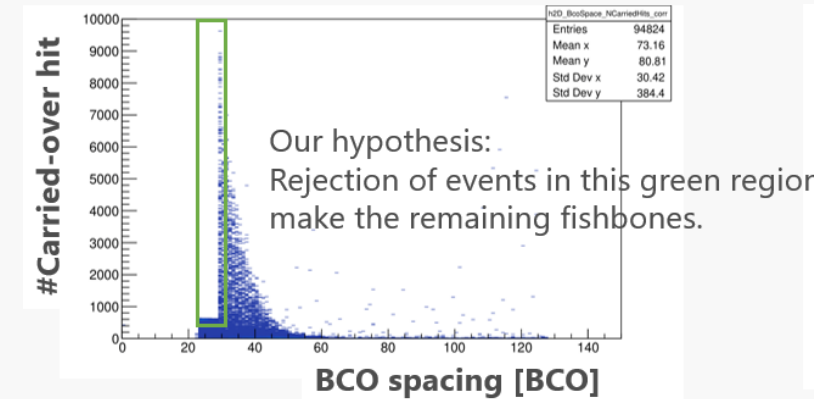 h2D_BcoSpace_NCarriedHits_corr
Entries 94824
Mean x 73.16
Mean y 80.81
Std Dev x 30.42
Std Dev y 384.4
#Carried-over hit
10000
9000
8000
7000
6000
5000
4000
3000
2000
1000
0
Our hypothesis:
Rejection of events in this green region
make the remaining fishbones.
0 20 40 60 80 100 120 140
BCO spacing [BCO]